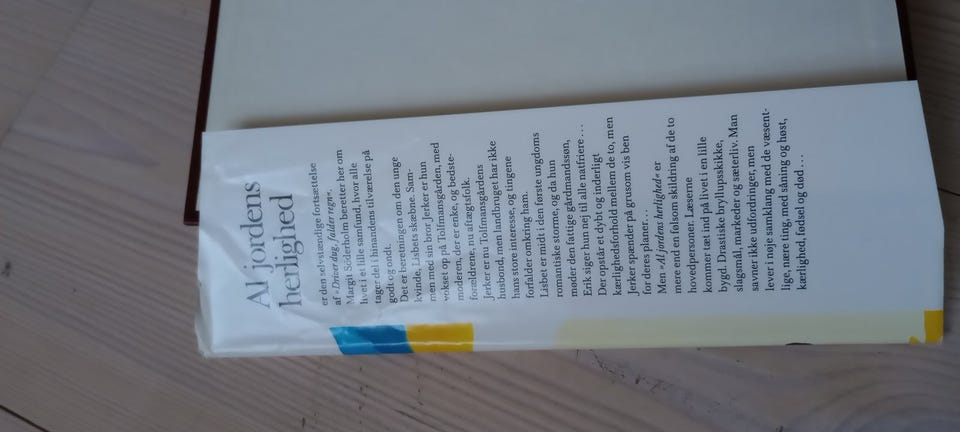 Al jordens
herlighed
er den selvstændige fortsættelse
af »Driver dug, falder regn«.
Margit Söderholm beretter her om
livet i et lille samfund, hvor alle
tager del i hinandens tilværelse på
godt og ondt.
Det er beretningen om den unge
kvinde, Lisbets skæbne. Sam-
men med sin bror Jerker er hun
vokset op på Tolfmansgården, med
moderen, der er enke, og bedste-
forældrene, nu aftægtsfolk.
Jerker er nu Tolfmansgårdens
husbond, men landbruget har ikke
hans store interesse, og tingene
forfalder omkring ham.
Lisbet er midt i den første ungdoms
romantiske storme, og da hun
møder den fattige gårdmandssøn,
Erik siger hun nej til alle natfriere...
Der opstår et dybt og inderligt
kærlighedsforhold mellem de to, men
Jerker spænder på grusom vis ben
for deres planer...
Men »Al jordens herlighed« er
mere end en følsom skildring af de to
hovedpersoner. Læserne
kommer tæt ind på livet i en lille
bygd. Drastiske bryllupsskikke,
slagsmål, markeder og sæterliv. Man
savner ikke udfordringer, men
lever i nøje samklang med de væsent-
lige, nære ting, med såning og høst,
kærlighed, fødsel og død...